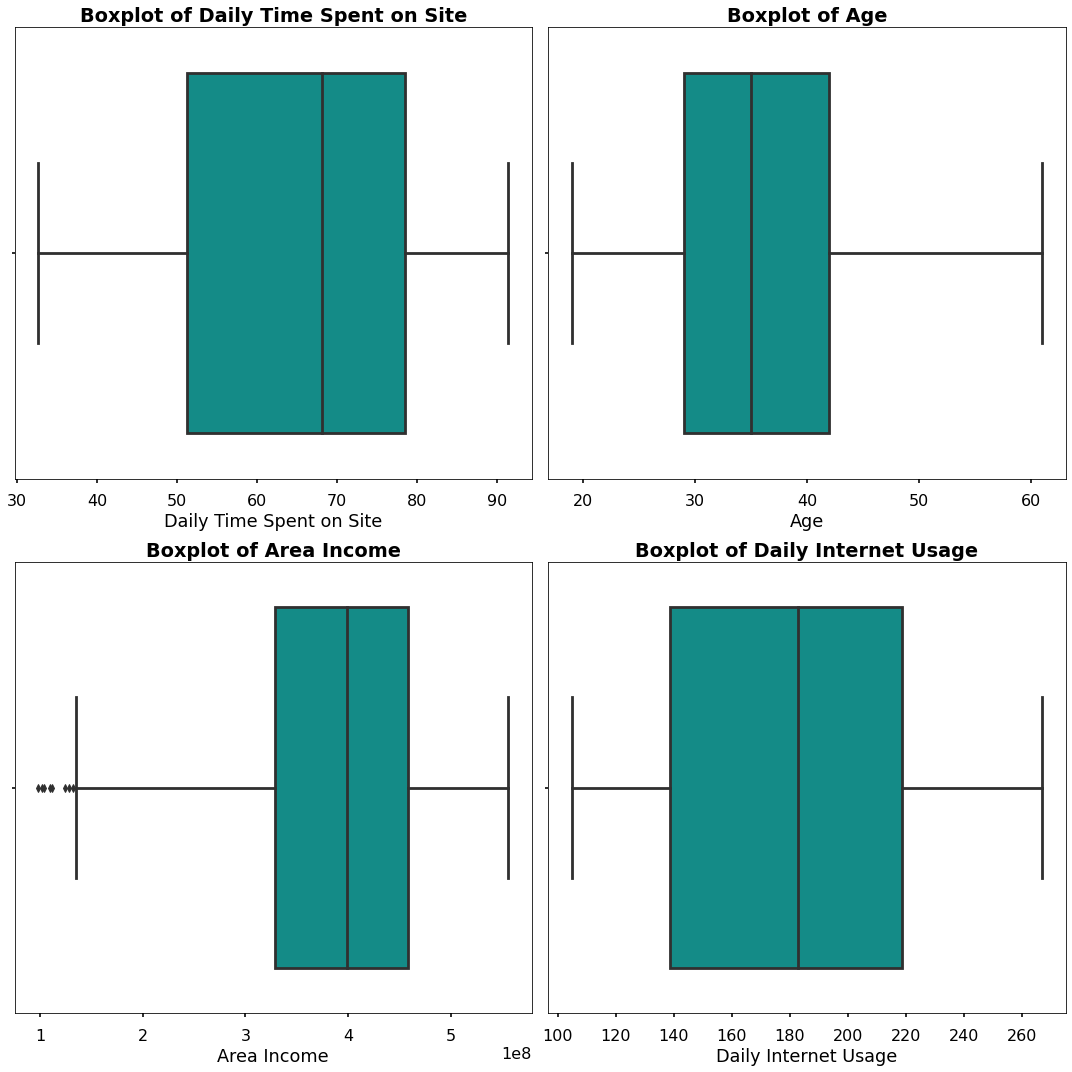 Boxplot of Daily Time Spent on Site
30 40 50 60 70 80 90
Daily Time Spent on Site
Boxplot of Age
20 30 40 50 60
Age
Boxplot of Area Income
1 2 3 4 5
1e8
Area Income
Boxplot of Daily Internet Usage
100 120 140 160 180 200 220 240 260
Daily Internet Usage